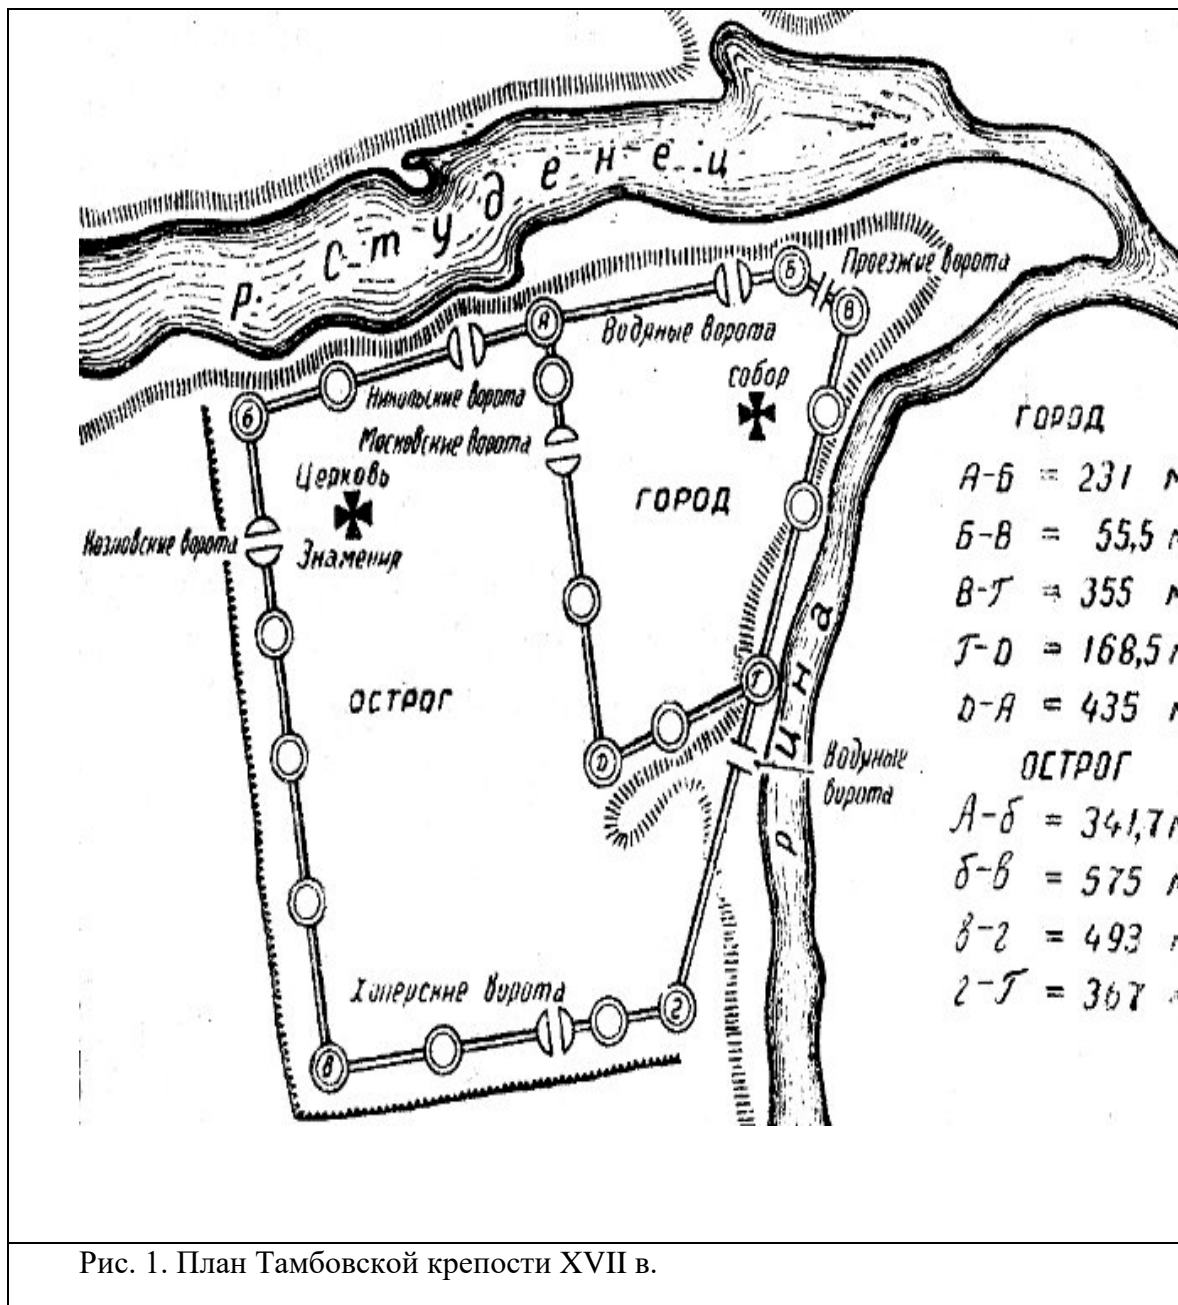 р. Студенец
Б
Проезжие ворота
В
А
Водяные ворота
собор
Никольские ворота
Московские ворота
б
Церковь
Знамения
Козловские ворота
ГОРОД
ОСТРОГ
Г
D
Водяные
ворота
р. Цна
Хоперские ворота
г
в
ГОРОД
А-Б = 231 м
Б-В = 55,5 м
В-Г = 355 м
Г-D = 168,5 м
D-А = 435 м
ОСТРОГ
А-б = 341,7 м
б-в = 575 м
в-г = 493 м
г-Г = 367 м
Рис. 1. План Тамбовской крепости XVII в.